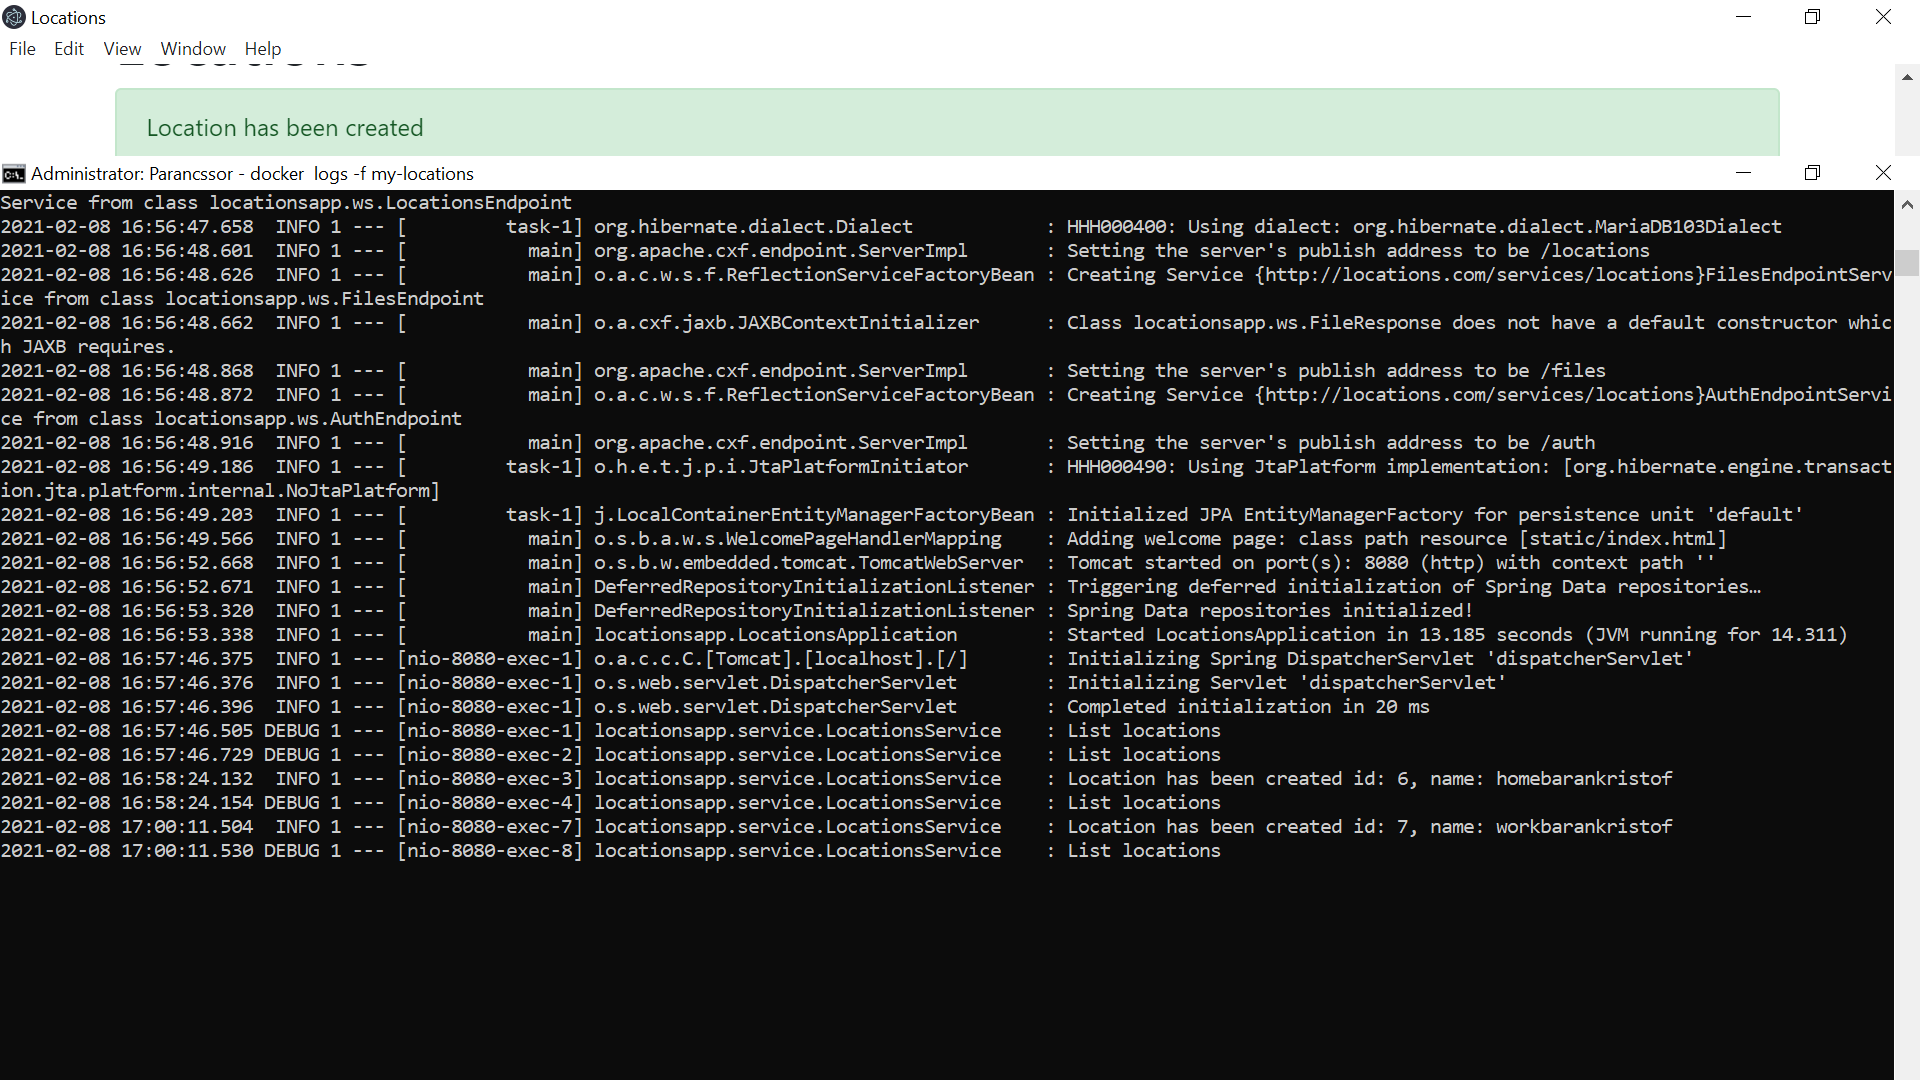 Locations
File Edit View Window Help
Locations
Location has been created
Administrator: Parancssor - docker  logs -f my-locations
Service from class locationsapp.ws.LocationsEndpoint
2021-02-08 16:56:47.658  INFO 1 --- [         task-1] org.hibernate.dialect.Dialect            : HHH000400: Using dialect: org.hibernate.dialect.MariaDB103Dialect
2021-02-08 16:56:48.601  INFO 1 --- [           main] org.apache.cxf.endpoint.ServerImpl       : Setting the server's publish address to be /locations
2021-02-08 16:56:48.626  INFO 1 --- [           main] o.a.c.w.s.f.ReflectionServiceFactoryBean : Creating Service {http://locations.com/services/locations}FilesEndpointServ
ice from class locationsapp.ws.FilesEndpoint
2021-02-08 16:56:48.662  INFO 1 --- [           main] o.a.cxf.jaxb.JAXBContextInitializer      : Class locationsapp.ws.FileResponse does not have a default constructor whic
h JAXB requires.
2021-02-08 16:56:48.868  INFO 1 --- [           main] org.apache.cxf.endpoint.ServerImpl       : Setting the server's publish address to be /files
2021-02-08 16:56:48.872  INFO 1 --- [           main] o.a.c.w.s.f.ReflectionServiceFactoryBean : Creating Service {http://locations.com/services/locations}AuthEndpointServi
ce from class locationsapp.ws.AuthEndpoint
2021-02-08 16:56:48.916  INFO 1 --- [           main] org.apache.cxf.endpoint.ServerImpl       : Setting the server's publish address to be /auth
2021-02-08 16:56:49.186  INFO 1 --- [         task-1] o.h.e.t.j.p.i.JtaPlatformInitiator       : HHH000490: Using JtaPlatform implementation: [org.hibernate.engine.transact
ion.jta.platform.internal.NoJtaPlatform]
2021-02-08 16:56:49.203  INFO 1 --- [         task-1] j.LocalContainerEntityManagerFactoryBean : Initialized JPA EntityManagerFactory for persistence unit 'default'
2021-02-08 16:56:49.566  INFO 1 --- [           main] o.s.b.a.w.s.WelcomePageHandlerMapping    : Adding welcome page: class path resource [static/index.html]
2021-02-08 16:56:52.668  INFO 1 --- [           main] o.s.b.w.embedded.tomcat.TomcatWebServer  : Tomcat started on port(s): 8080 (http) with context path ''
2021-02-08 16:56:52.671  INFO 1 --- [           main] DeferredRepositoryInitializationListener : Triggering deferred initialization of Spring Data repositories…
2021-02-08 16:56:53.320  INFO 1 --- [           main] DeferredRepositoryInitializationListener : Spring Data repositories initialized!
2021-02-08 16:56:53.338  INFO 1 --- [           main] locationsapp.LocationsApplication        : Started LocationsApplication in 13.185 seconds (JVM running for 14.311)
2021-02-08 16:57:46.375  INFO 1 --- [nio-8080-exec-1] o.a.c.c.C.[Tomcat].[localhost].[/]       : Initializing Spring DispatcherServlet 'dispatcherServlet'
2021-02-08 16:57:46.376  INFO 1 --- [nio-8080-exec-1] o.s.web.servlet.DispatcherServlet        : Initializing Servlet 'dispatcherServlet'
2021-02-08 16:57:46.396  INFO 1 --- [nio-8080-exec-1] o.s.web.servlet.DispatcherServlet        : Completed initialization in 20 ms
2021-02-08 16:57:46.505 DEBUG 1 --- [nio-8080-exec-1] locationsapp.service.LocationsService    : List locations
2021-02-08 16:57:46.729 DEBUG 1 --- [nio-8080-exec-2] locationsapp.service.LocationsService    : List locations
2021-02-08 16:58:24.132  INFO 1 --- [nio-8080-exec-3] locationsapp.service.LocationsService    : Location has been created id: 6, name: homebarankristof
2021-02-08 16:58:24.154 DEBUG 1 --- [nio-8080-exec-4] locationsapp.service.LocationsService    : List locations
2021-02-08 17:00:11.504  INFO 1 --- [nio-8080-exec-7] locationsapp.service.LocationsService    : Location has been created id: 7, name: workbarankristof
2021-02-08 17:00:11.530 DEBUG 1 --- [nio-8080-exec-8] locationsapp.service.LocationsService    : List locations